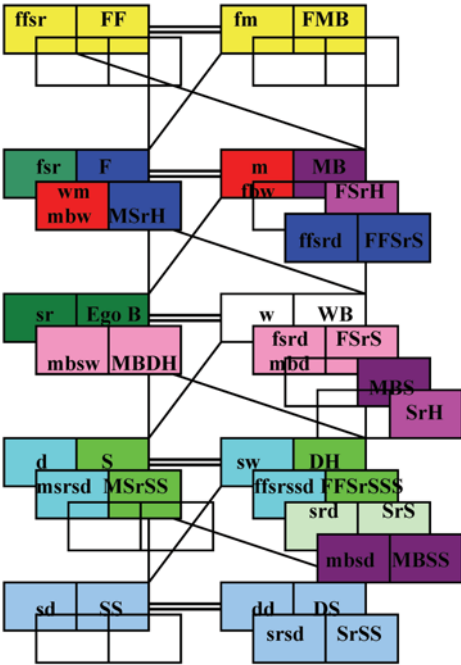 ffsr FF fm FMB
fsr F m MB
fbw
wm FSrH
mbw MSrH
ffsrd FFSrS
sr Ego B w WB
fsrd FSrS
mbsw MBDH mbd
MBS
SrH
d S sw DH
msrsd MSrSS ffsrssd FFSrSSS
srd SrS
mbsd MBSS
sd SS dd DS
srsd SrSS